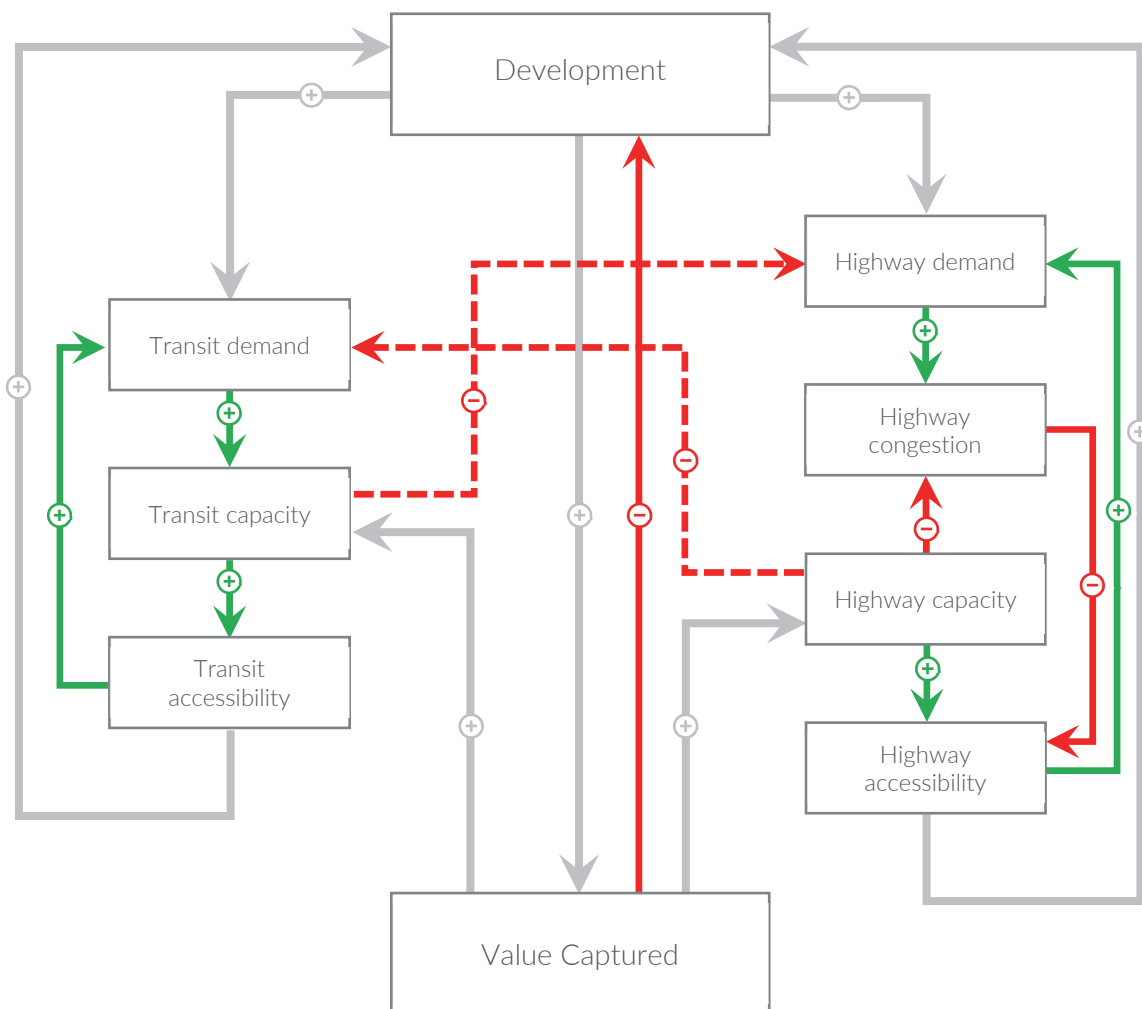 Development
+
+
Highway demand
Transit demand
+
+
−
+
Highway
congestion
+
−
Transit capacity
+
+
−
+
−
+
−
Highway capacity
+
Transit
accessibility
+
+
+
Highway
accessibility
Value Captured